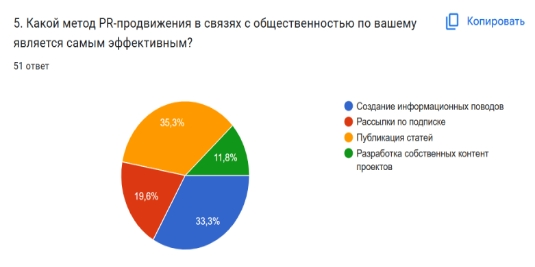 5. Какой метод PR-продвижения в связях с общественностью по вашему
является самым эффективным?
Копировать
51 ответ
35,3%
11,8%
19,6%
33,3%
Создание информационных поводов
Рассылки по подписке
Публикация статей
Разработка собственных контент
проектов